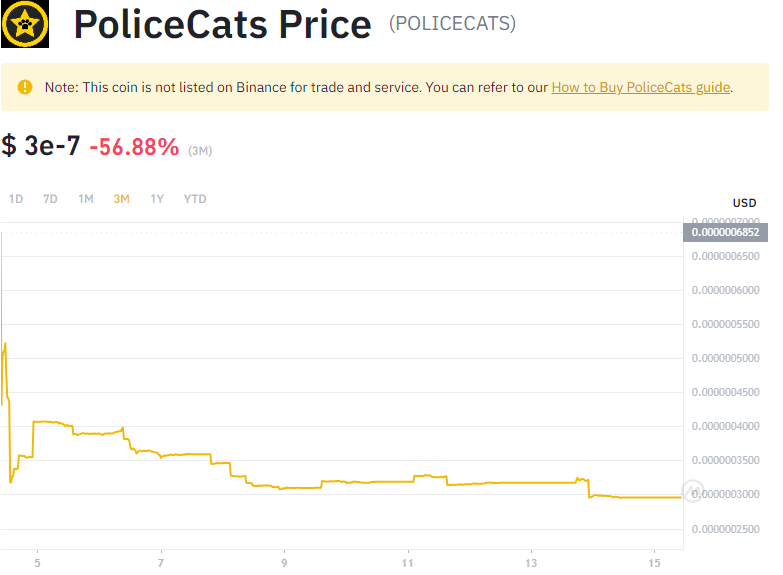 PoliceCats Price (POLICECATS)
Note: This coin is not listed on Binance for trade and service. You can refer to our How to Buy PoliceCats guide.
$ 3e-7 -56.88% (3M)
1D 7D 1M 3M 1Y YTD
USD
0.0000007000
0.0000006852
0.0000006500
0.0000006000
0.0000005500
0.0000005000
0.0000004500
0.0000004000
0.0000003500
0.0000003000
0.0000002500
5 7 9 11 13 15